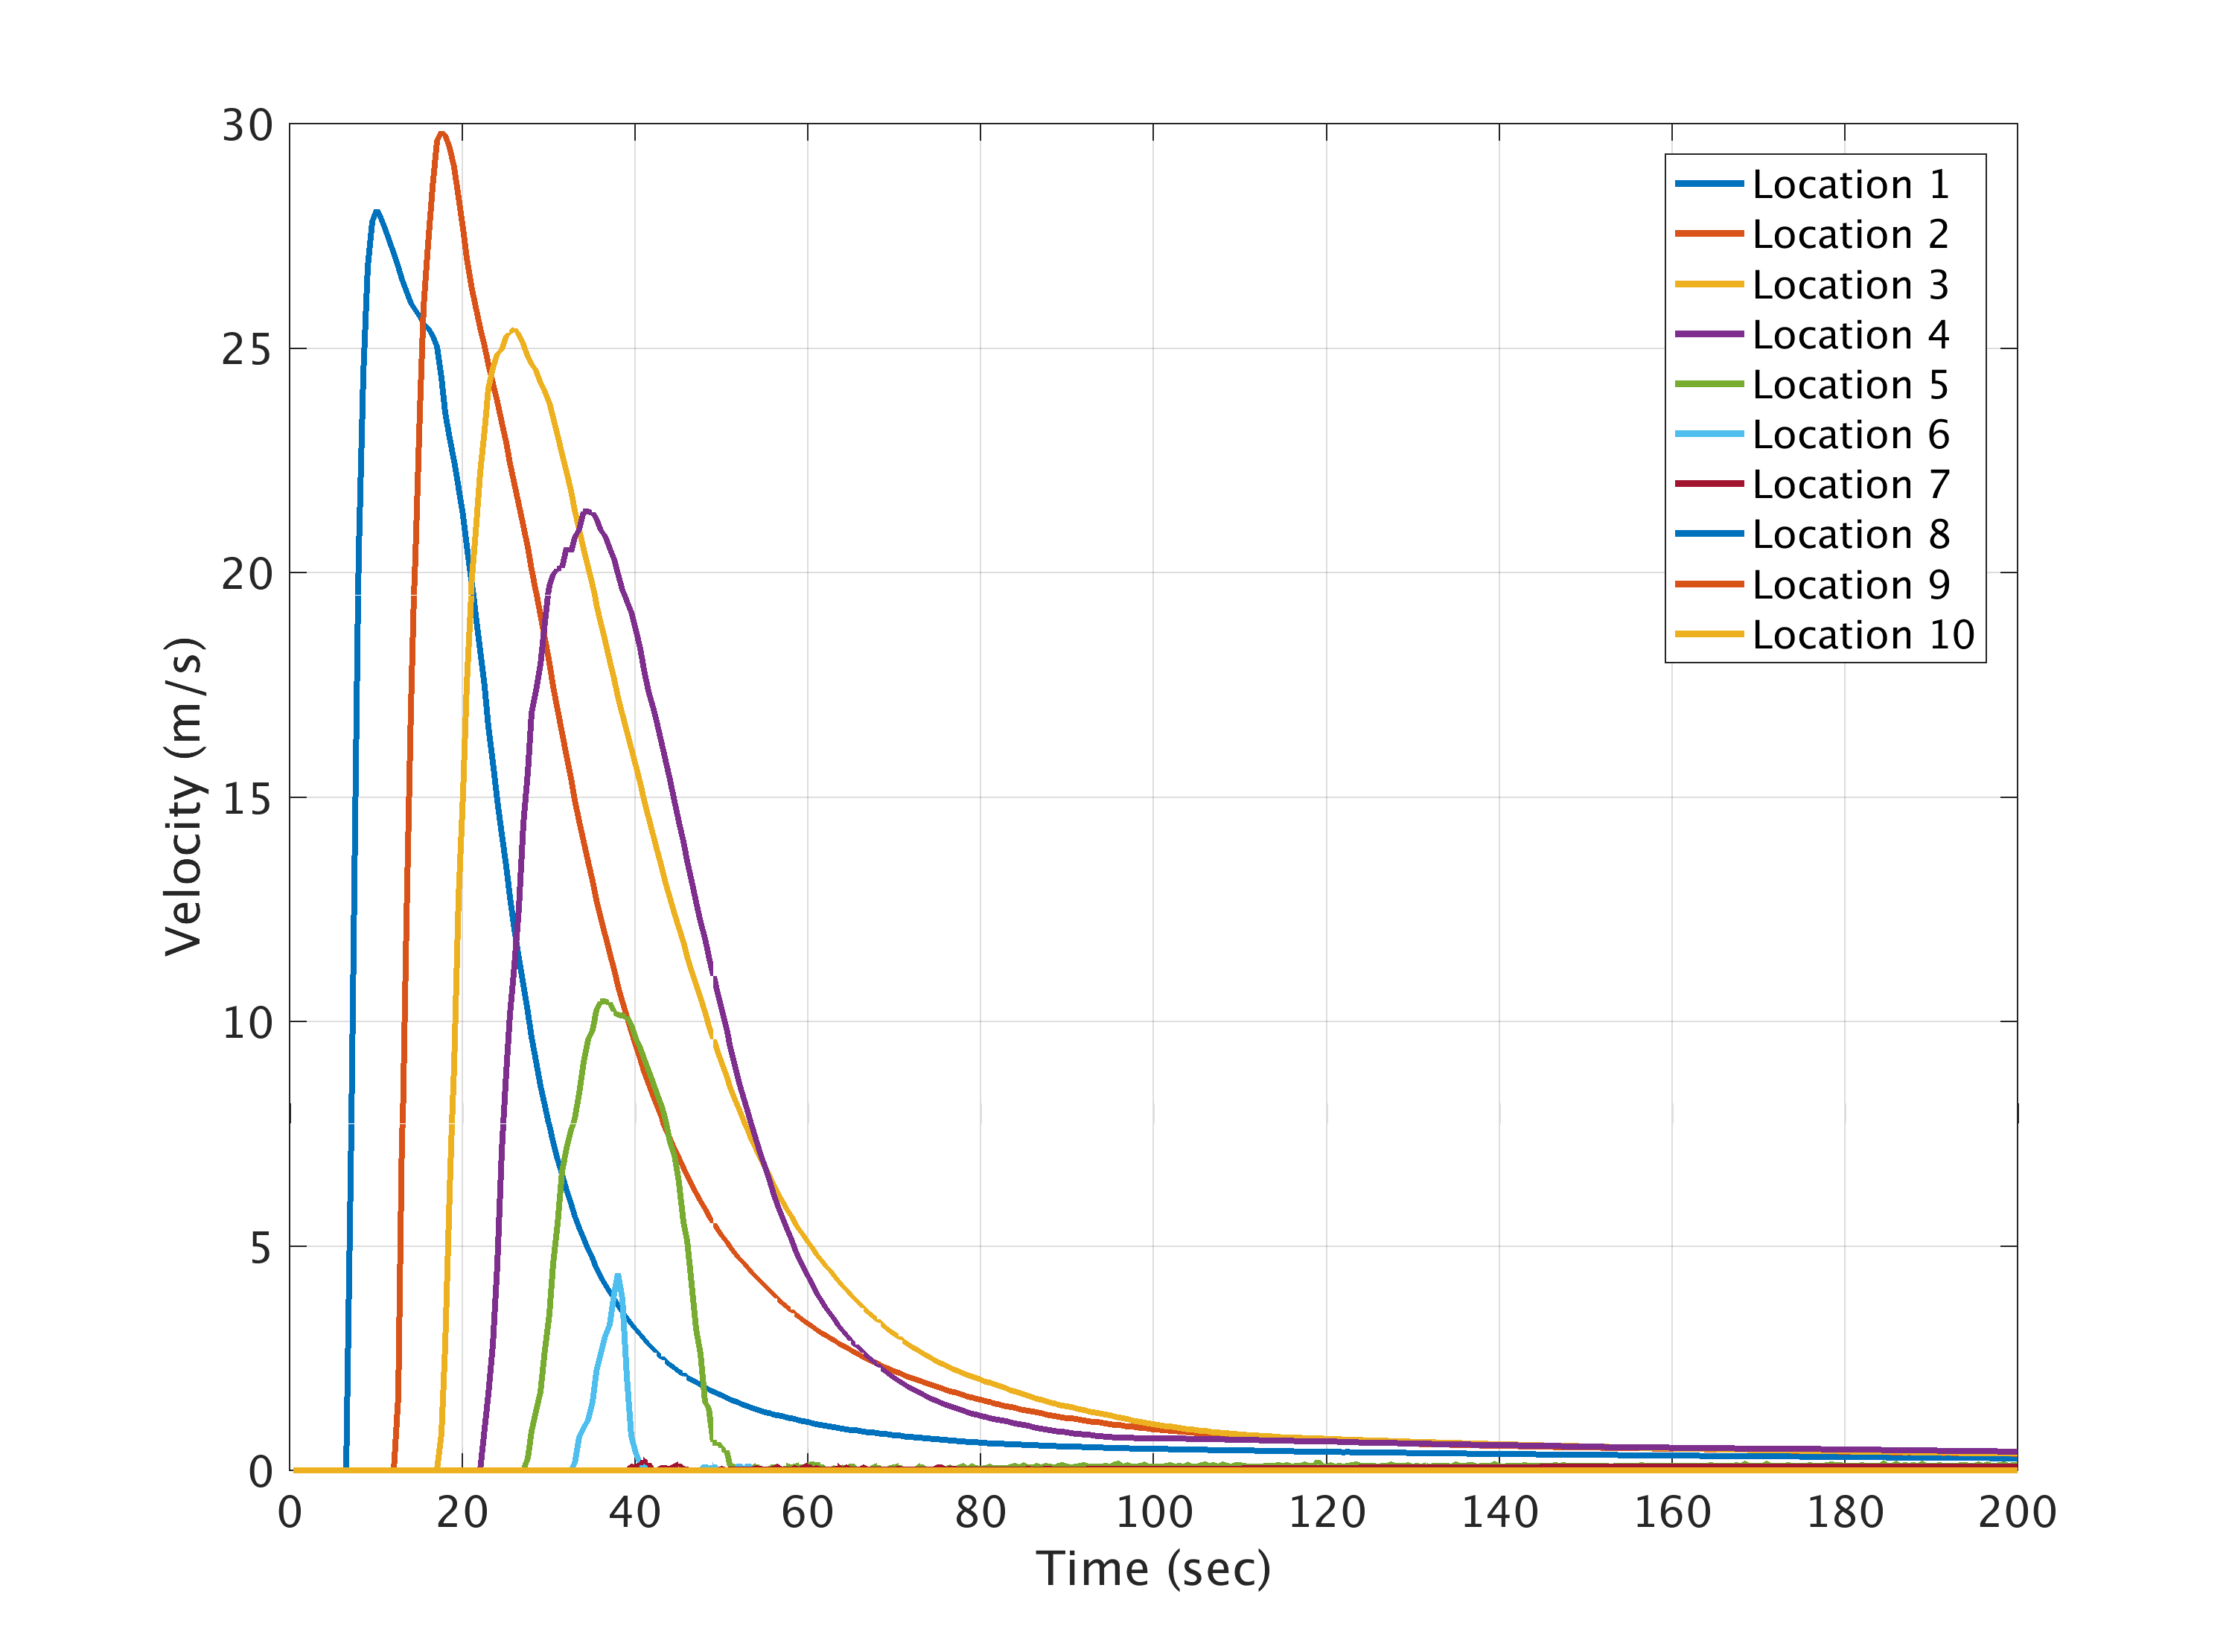 30
25
20
15
10
5
0
Velocity (m/s)
0 20 40 60 80 100 120 140 160 180 200
Time (sec)
Location 1
Location 2
Location 3
Location 4
Location 5
Location 6
Location 7
Location 8
Location 9
Location 10